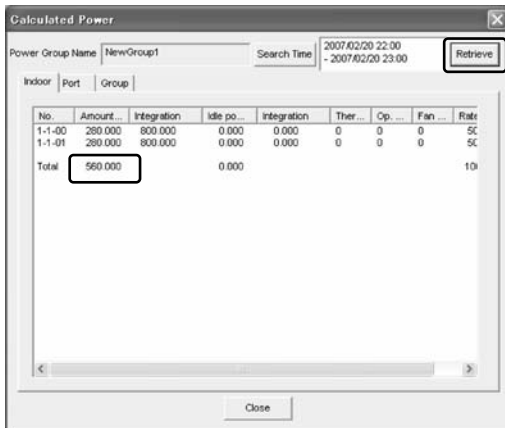 Calculated Power
Power Group Name NewGroup1 Search Time 2007/02/20 22:00 - 2007/02/20 23:00 Retrieve
Indoor Port Group
No. Amount... Integration Idle po... Integration Ther... Op. ... Fan ... Rate
1-1-00 280.000 800.000 0.000 0.000 0 0 0 50
1-1-01 280.000 800.000 0.000 0.000 0 0 0 50
Total 560.000 0.000 10
Close